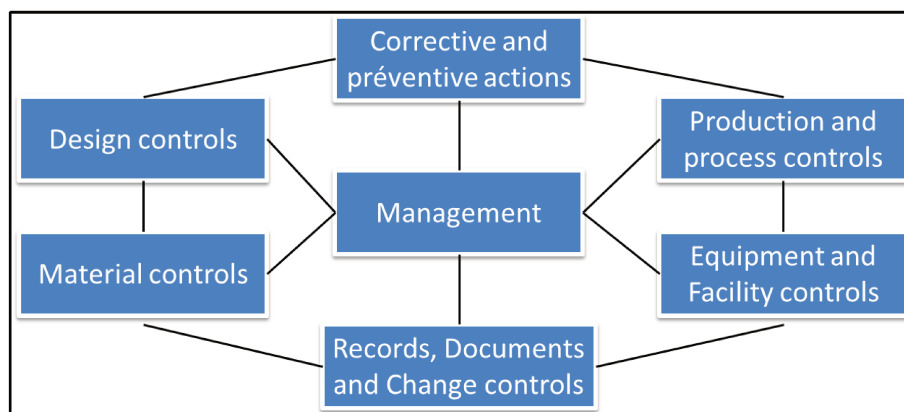 Corrective and
préventive actions
Design controls
Production and
process controls
Management
Material controls
Equipment and
Facility controls
Records, Documents
and Change controls